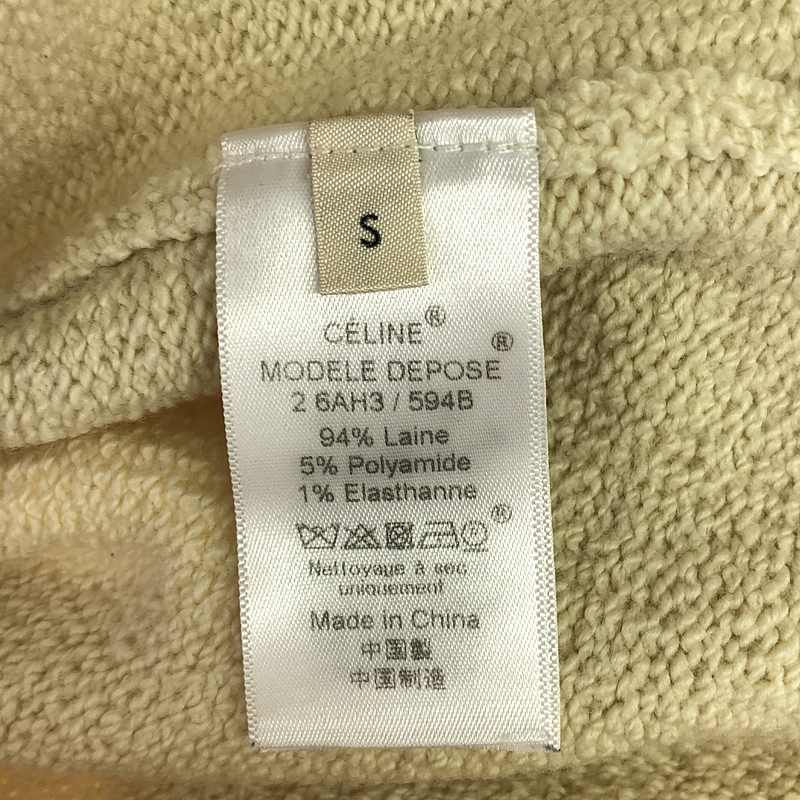 S
CÉLINE®
MODELE DEPOSE®
2 6AH3 / 594B
94% Laine
5% Polyamide
1% Elasthanne
®
Nettoyage à sec
uniquement
Made in China
中国製
中国制造